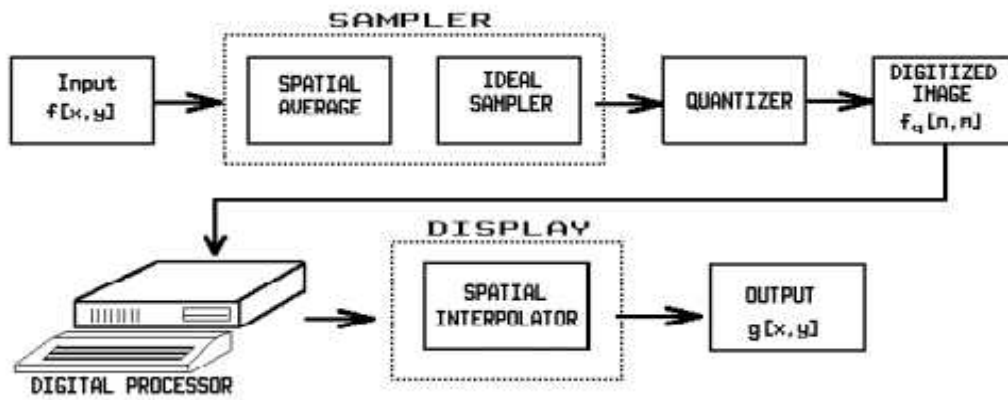 SAMPLER
Input
f[x,y]
SPATIAL
AVERAGE
IDEAL
SAMPLER
QUANTIZER
DIGITIZED
IMAGE
fq[n,m]
DISPLAY
DIGITAL PROCESSOR
SPATIAL
INTERPOLATOR
OUTPUT
g[x,y]